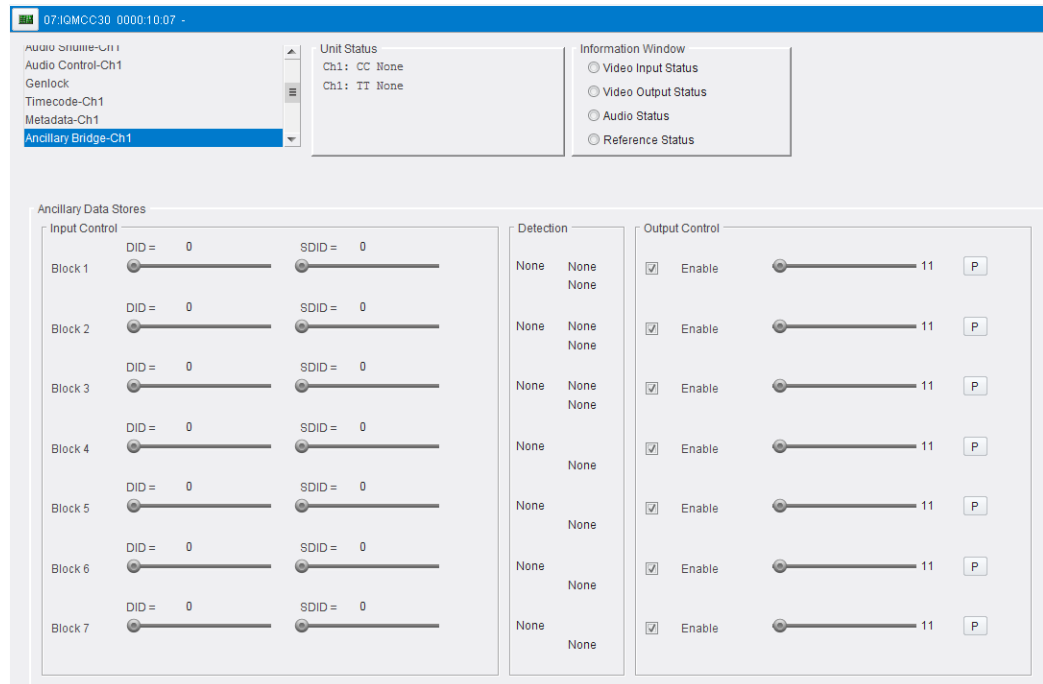 07:IQMCC30 0000:10:07 -
Audio Shuffle-Ch1
Audio Control-Ch1
Genlock
Timecode-Ch1
Metadata-Ch1
Ancillary Bridge-Ch1
Unit Status
Ch1: CC None
Ch1: TT None
Information Window
Video Input Status
Video Output Status
Audio Status
Reference Status
Ancillary Data Stores
Input Control
Detection
Output Control
DID = 0 SDID = 0
Block 1 None None Enable 11 P
None
DID = 0 SDID = 0
Block 2 None None Enable 11 P
None
DID = 0 SDID = 0
Block 3 None None Enable 11 P
None
DID = 0 SDID = 0
Block 4 None Enable 11 P
None
DID = 0 SDID = 0
Block 5 None Enable 11 P
None
DID = 0 SDID = 0
Block 6 None Enable 11 P
None
DID = 0 SDID = 0
Block 7 None Enable 11 P
None